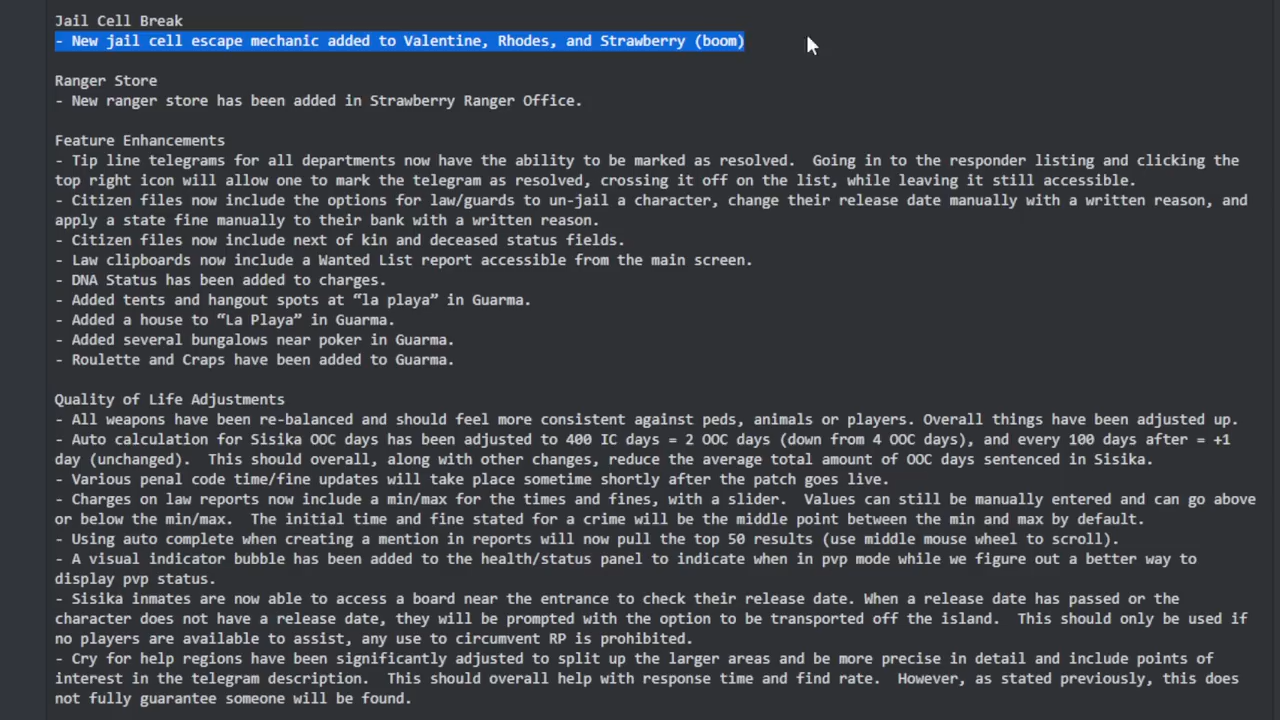 Jail Cell Break
- New jail cell escape mechanic added to Valentine, Rhodes, and Strawberry (boom)
Ranger Store
- New ranger store has been added in Strawberry Ranger Office.
Feature Enhancements
- Tip line telegrams for all departments now have the ability to be marked as resolved.  Going in to the responder listing and clicking the
top right icon will allow one to mark the telegram as resolved, crossing it off on the list, while leaving it still accessible.
- Citizen files now include the options for law/guards to un-jail a character, change their release date manually with a written reason, and
apply a state fine manually to their bank with a written reason.
- Citizen files now include next of kin and deceased status fields.
- Law clipboards now include a Wanted List report accessible from the main screen.
- DNA Status has been added to charges.
- Added tents and hangout spots at “la playa” in Guarma.
- Added a house to “La Playa” in Guarma.
- Added several bungalows near poker in Guarma.
- Roulette and Craps have been added to Guarma.
Quality of Life Adjustments
- All weapons have been re-balanced and should feel more consistent against peds, animals or players. Overall things have been adjusted up.
- Auto calculation for Sisika OOC days has been adjusted to 400 IC days = 2 OOC days (down from 4 OOC days), and every 100 days after = +1
day (unchanged).  This should overall, along with other changes, reduce the average total amount of OOC days sentenced in Sisika.
- Various penal code time/fine updates will take place sometime shortly after the patch goes live.
- Charges on law reports now include a min/max for the times and fines, with a slider.  Values can still be manually entered and can go above
or below the min/max.  The initial time and fine stated for a crime will be the middle point between the min and max by default.
- Using auto complete when creating a mention in reports will now pull the top 50 results (use middle mouse wheel to scroll).
- A visual indicator bubble has been added to the health/status panel to indicate when in pvp mode while we figure out a better way to
display pvp status.
- Sisika inmates are now able to access a board near the entrance to check their release date. When a release date has passed or the
character does not have a release date, they will be prompted with the option to be transported off the island.  This should only be used if
no players are available to assist, any use to circumvent RP is prohibited.
- Cry for help regions have been significantly adjusted to split up the larger areas and be more precise in detail and include points of
interest in the telegram description.  This should overall help with response time and find rate.  However, as stated previously, this does
not fully guarantee someone will be found.